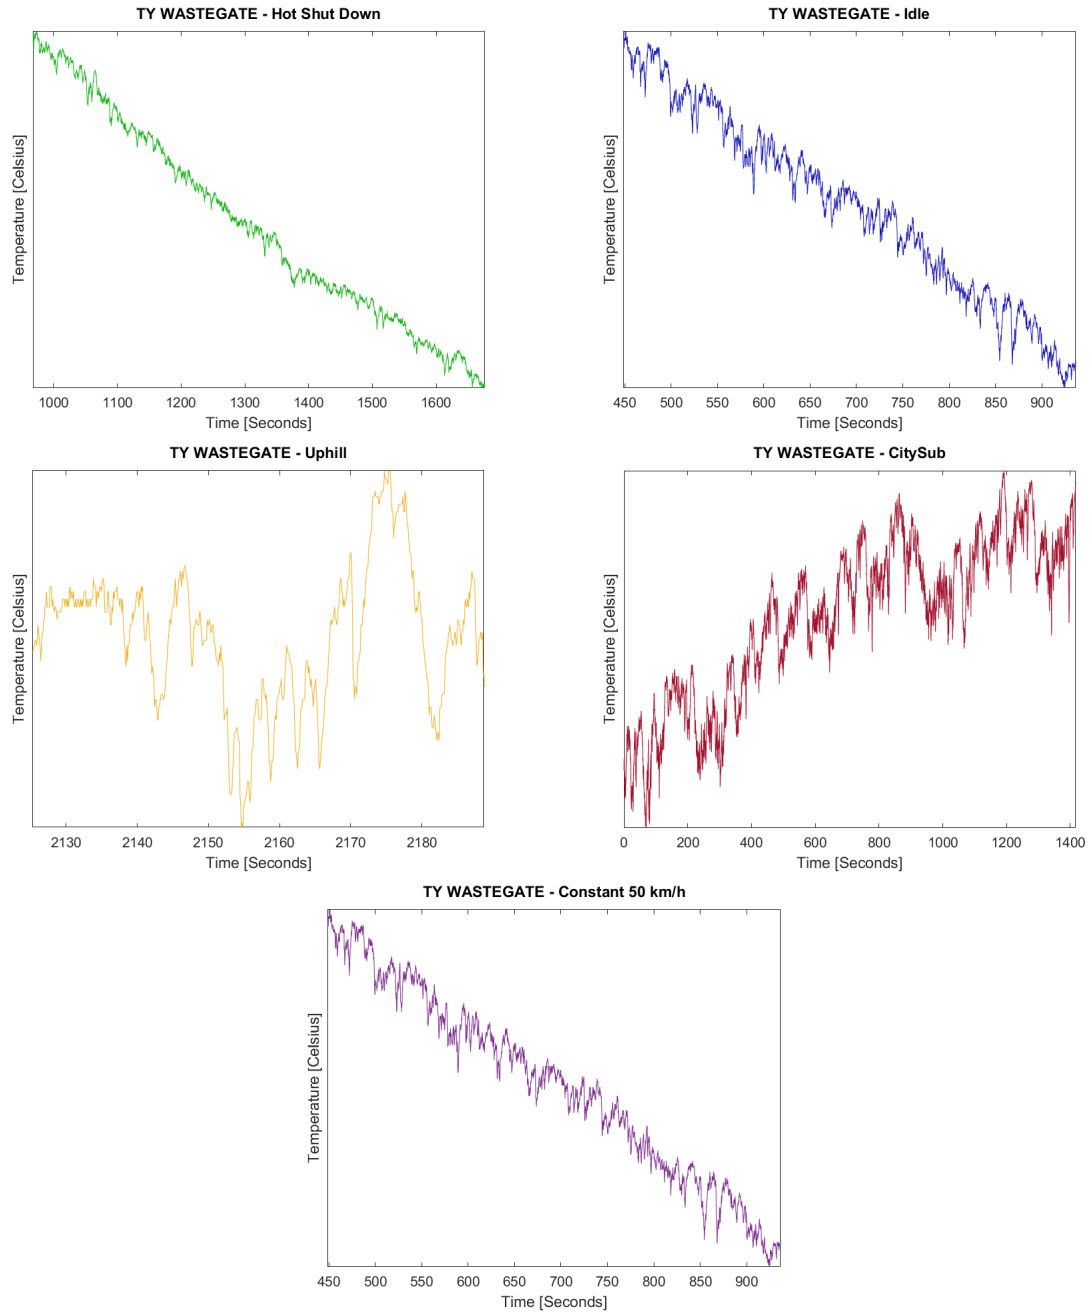 TY WASTEGATE - Hot Shut Down
Temperature [Celsius]
1000 1100 1200 1300 1400 1500 1600
Time [Seconds]
TY WASTEGATE - Idle
Temperature [Celsius]
450 500 550 600 650 700 750 800 850 900
Time [Seconds]
TY WASTEGATE - Uphill
Temperature [Celsius]
2130 2140 2150 2160 2170 2180
Time [Seconds]
TY WASTEGATE - CitySub
Temperature [Celsius]
0 200 400 600 800 1000 1200 1400
Time [Seconds]
TY WASTEGATE - Constant 50 km/h
Temperature [Celsius]
450 500 550 600 650 700 750 800 850 900
Time [Seconds]